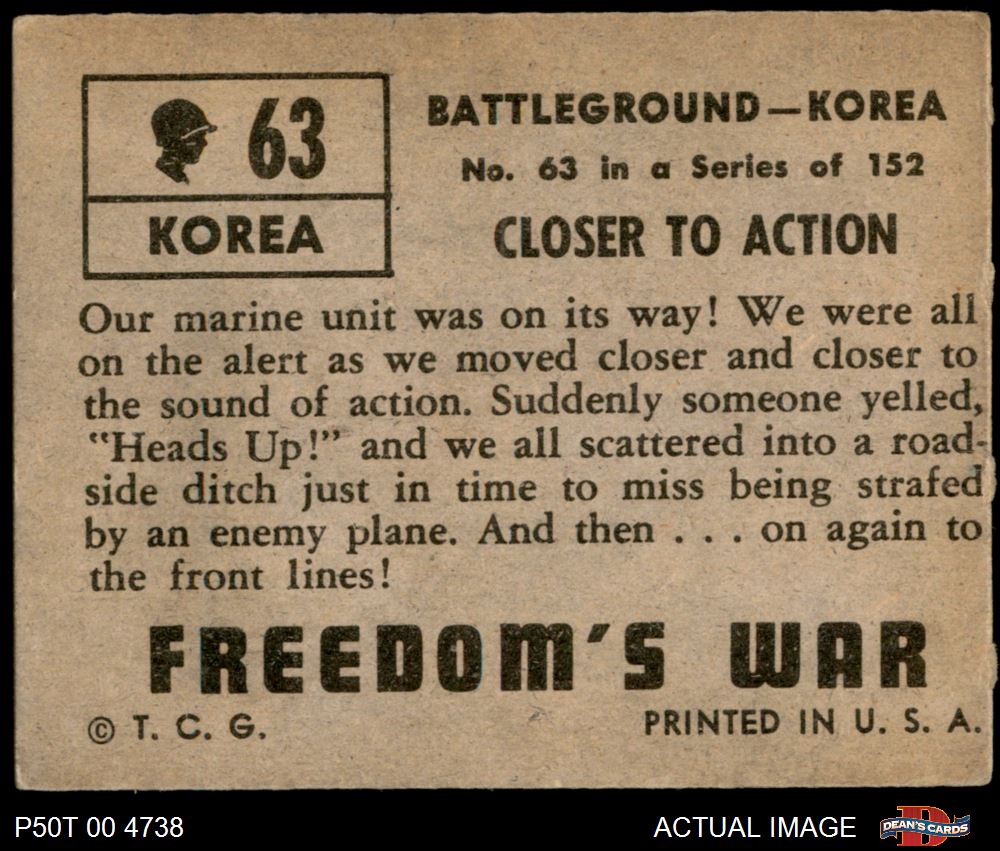 63
KOREA
BATTLEGROUND—KOREA
No. 63 in a Series of 152
CLOSER TO ACTION
Our marine unit was on its way! We were all
on the alert as we moved closer and closer to
the sound of action. Suddenly someone yelled,
"Heads Up!" and we all scattered into a road-
side ditch just in time to miss being strafed
by an enemy plane. And then . . . on again to
the front lines!
FREEDOM'S WAR
© T. C. G.
PRINTED IN U. S. A.
P50T 00 4738
ACTUAL IMAGE
D
DEAN'S CARDS